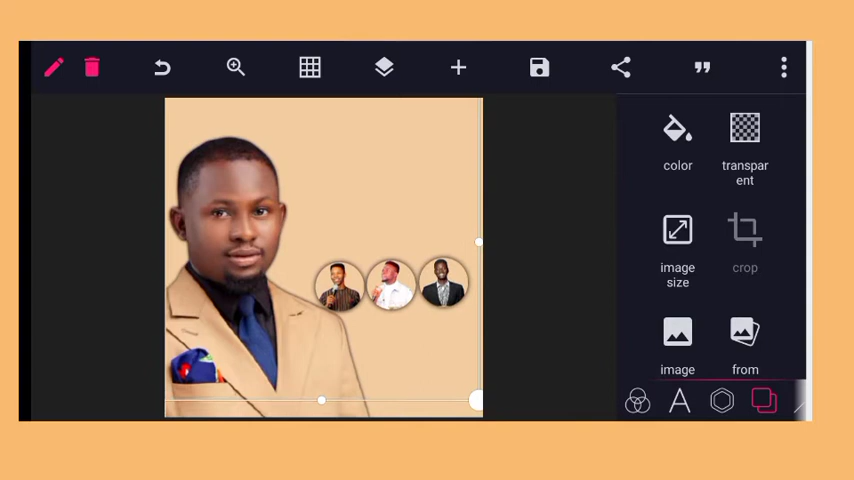 color
transpar
ent
image
size
crop
image
from